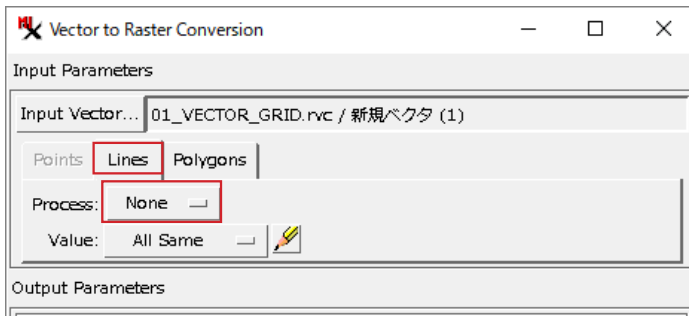 Vector to Raster Conversion
Input Parameters
Input Vector... 01_VECTOR_GRID.rvc / 新規ベクタ (1)
Points Lines Polygons
Process: None
Value: All Same
Output Parameters